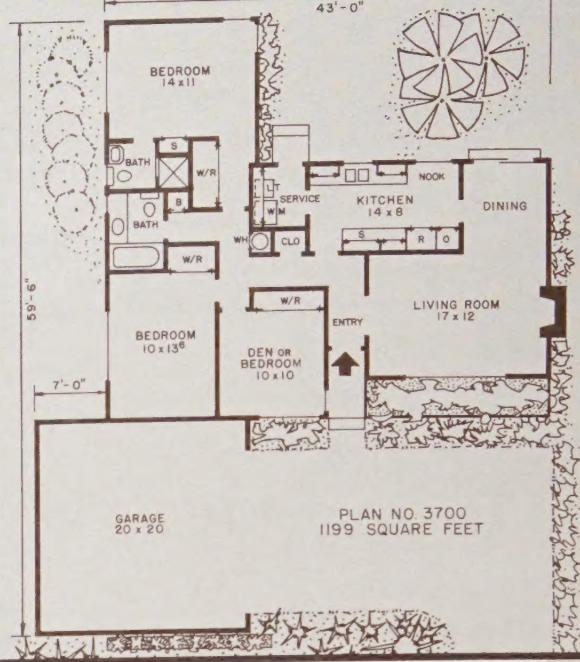 43'-0"
BEDROOM
14 x 11
BATH
S
W/R
B
BATH
W/R
WH
CLO
T
W M
SERVICE
KITCHEN
14 x 8
NOOK
DINING
S
R
O
LIVING ROOM
17 x 12
ENTRY
W/R
DEN OR
BEDROOM
10 x 10
BEDROOM
10 x 13⁶
59'-6"
7'-0"
GARAGE
20 x 20
PLAN NO. 3700
1199 SQUARE FEET